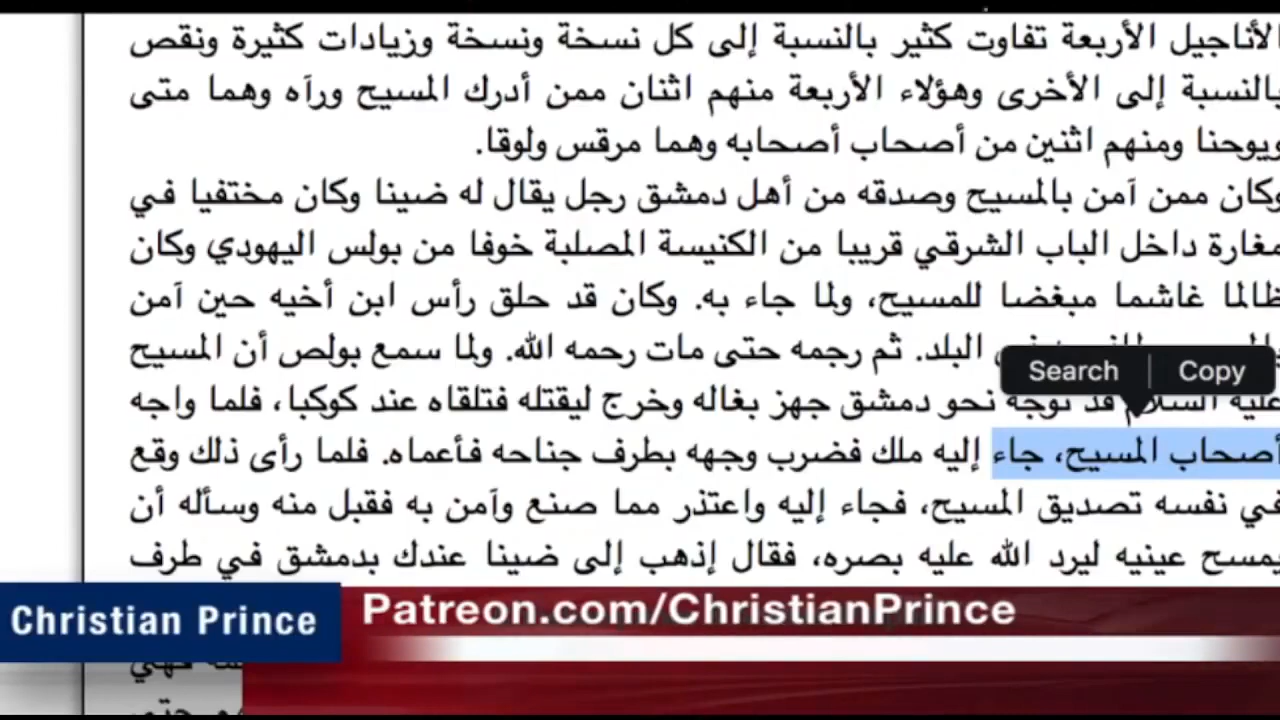 الأناجيل الأربعة تفاوت كثير بالنسبة إلى كل نسخة ونسخة وزيادات كثيرة ونقص
بالنسبة إلى الأخرى وهؤلاء الأربعة منهم اثنان ممن أدرك المسيح ورآه وهما متى
ويوحنا ومنهم اثنين من أصحاب أصحابه وهما مرقس ولوقا.
وكان ممن آمن بالمسيح وصدقه من أهل دمشق رجل يقال له ضينا وكان مختفيا في
مغارة داخل الباب الشرقي قريبا من الكنيسة المصلبة خوفا من بولس اليهودي وكان
ظالما غاشما مبغضا للمسيح، ولما جاء به. وكان قد حلق رأس ابن أخيه حين آمن
البلد. ثم رجمه حتى مات رحمه الله. ولما سمع بولص أن المسيح
Search
Copy
عليه السلام قد توجه نحو دمشق جهز بغاله وخرج ليقتله فتلقاه عند كوكبا، فلما واجه
أصحاب المسيح، جاء إليه ملك فضرب وجهه بطرف جناحه فأعماه. فلما رأى ذلك وقع
في نفسه تصديق المسيح، فجاء إليه واعتذر مما صنع وآمن به فقبل منه وسأله أن
يمسح عينيه ليرد الله عليه بصره، فقال إذهب إلى ضينا عندك بدمشق في طرف
Christian Prince
Patreon.com/ChristianPrince